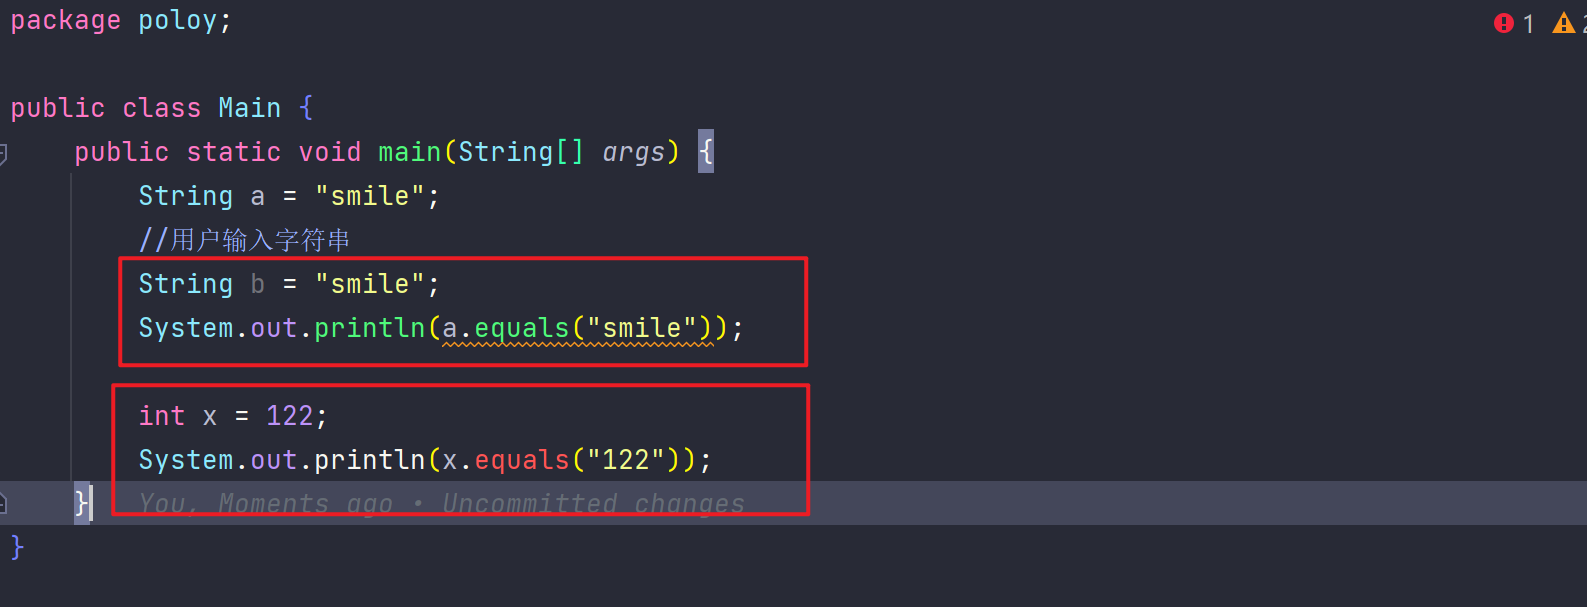 package poloy;
1
public class Main {
public static void main(String[] args) {
String a = "smile";
//用户输入字符串
String b = "smile";
System.out.println(a.equals("smile"));
int x = 122;
System.out.println(x.equals("122"));
} You, Moments ago • Uncommitted changes
}